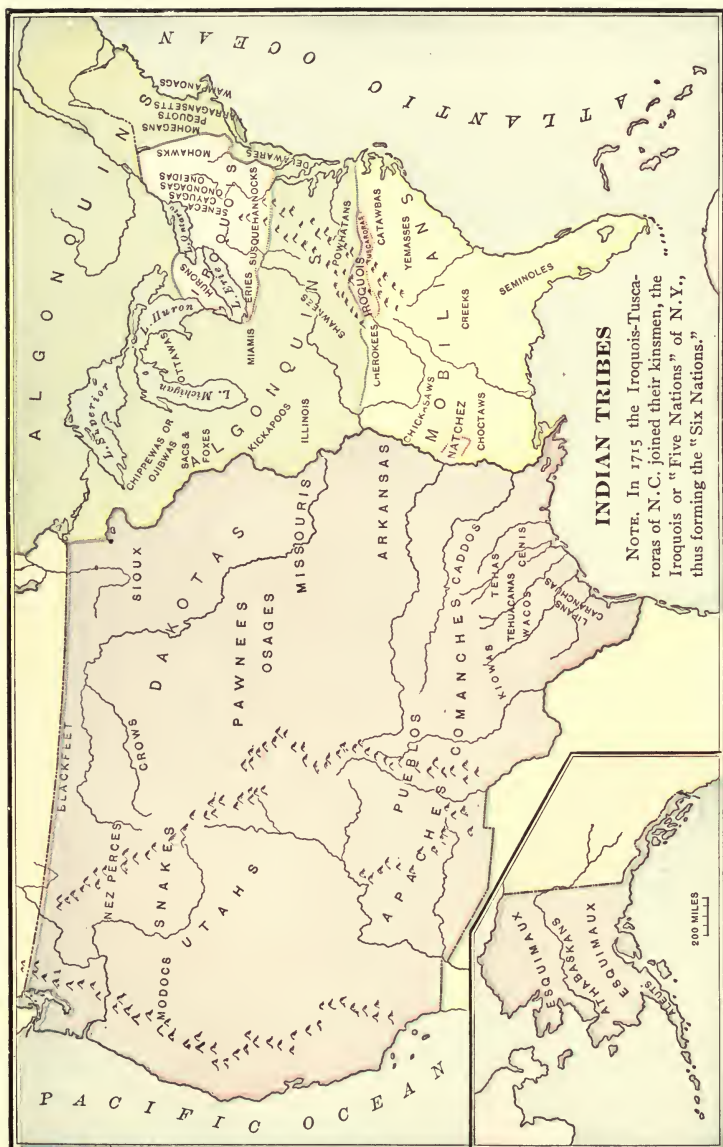 INDIAN TRIBES
NOTE. In 1715 the Iroquois-Tusca-
roras of N.C. joined their kinsmen, the
Iroquois or "Five Nations" of N.Y.,
thus forming the "Six Nations."
PACIFIC OCEAN
ATLANTIC OCEAN
ALGONQUINS
BLACKFEET
NEZ PERCES
SNAKES
MODOCS
UTAHS
CROWS
SIOUX
DAKOTAS
PAWNEES
OSAGES
MISSOURIS
ARKANSAS
APACHES
PUEBLOS
COMANCHES
CADDOS
KIOWAS
TEHAS
CENIS
TEHUACANAS
WACOS
LIPANS
CARANCHUAS
L. Superior
L. Michigan
L. Huron
L. Erie
L. Ontario
CHIPPEWAS OR
OJIBWAS
SACS &
FOXES
OTTAWAS
ALGONQUINS
KICKAPOOS
ILLINOIS
MIAMIS
SHAWNEES
POWHATANS
DELAWARES
HURONS
IROQUOIS
ERIES
SUSQUEHANNOCKS
SENECAS
CAYUGAS
ONONDAGAS
ONEIDAS
MOHAWKS
MOHEGANS
PEQUOTS
NARRAGANSETTS
WAMPANOAGS
IROQUOIS
TUSCARORAS
CHEROKEES
CATAWBAS
YEMASSES
MOBILIANS
CHICKASAWS
NATCHEZ
CHOCTAWS
CREEKS
SEMINOLES
ESQUIMAUX
ATHABASKANS
ESQUIMAUX
ALEUTS
200 MILES